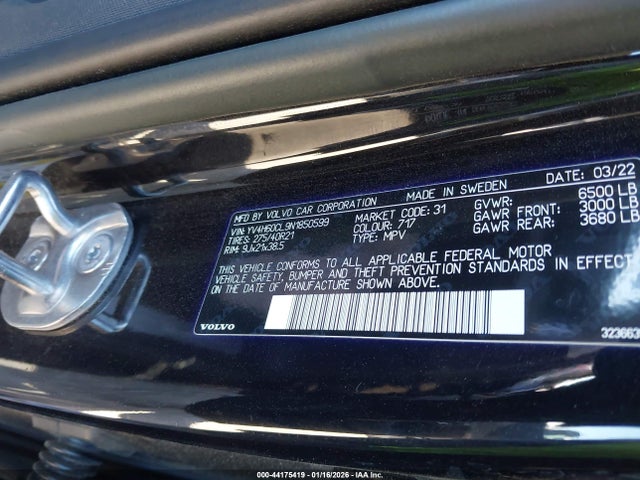 MFD BY VOLVO CAR CORPORATION MADE IN SWEDEN DATE: 03/22
VIN: YV4H60CL9N1850599 MARKET CODE: 31 GVWR: 6500 LB
TIRES: 275/40R21 COLOUR: 717 GAWR FRONT: 3000 LB
RIM: 9Jx21x38.5 TYPE: MPV GAWR REAR: 3680 LB
THIS VEHICLE CONFORMS TO ALL APPLICABLE FEDERAL MOTOR
VEHICLE SAFETY, BUMPER AND THEFT PREVENTION STANDARDS IN EFFECT
ON THE DATE OF MANUFACTURE SHOWN ABOVE.
VOLVO
000-44175419 | 01/16/2026 - IAA Inc.